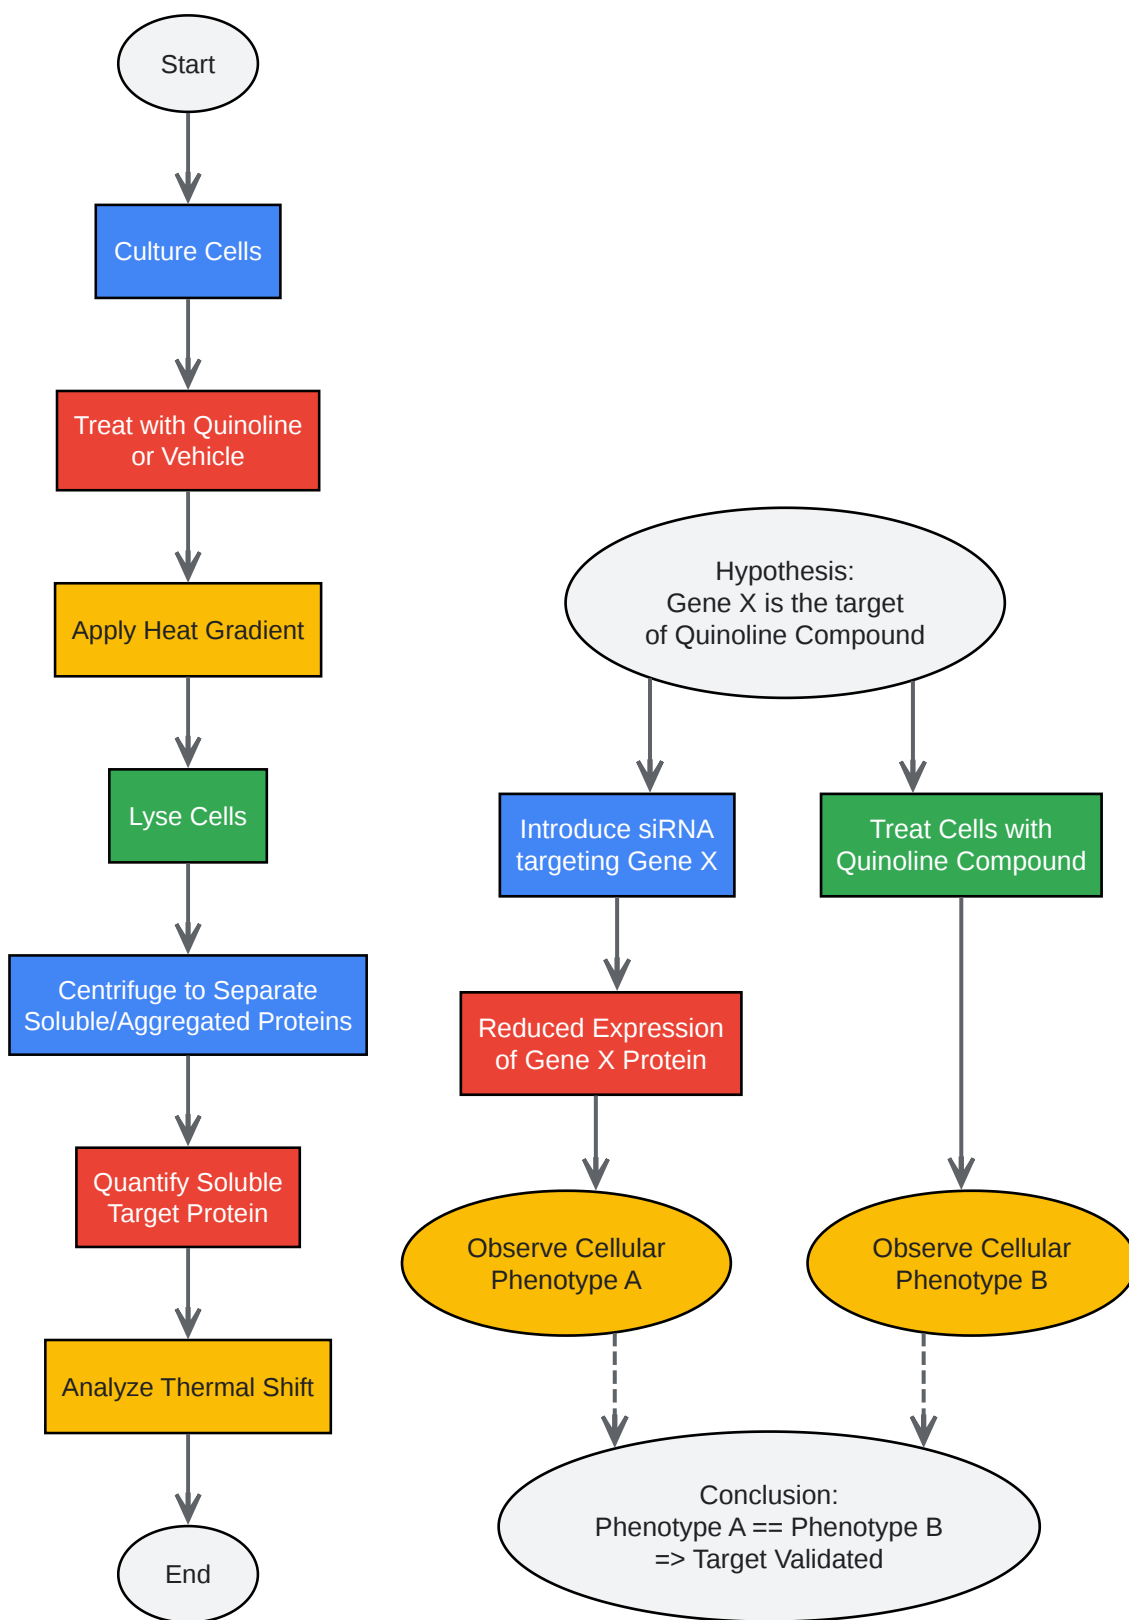 Start
Culture Cells
Treat with Quinoline
or Vehicle
Apply Heat Gradient
Lyse Cells
Centrifuge to Separate
Soluble/Aggregated Proteins
Quantify Soluble
Target Protein
Analyze Thermal Shift
End
Hypothesis:
Gene X is the target
of Quinoline Compound
Introduce siRNA
targeting Gene X
Reduced Expression
of Gene X Protein
Observe Cellular
Phenotype A
Treat Cells with
Quinoline Compound
Observe Cellular
Phenotype B
Conclusion:
Phenotype A == Phenotype B
=> Target Validated